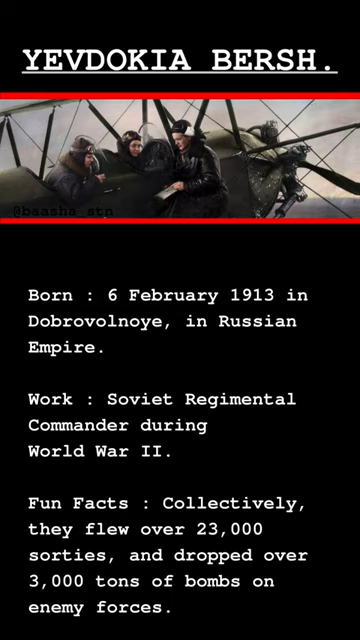 YEVDOKIA BERSH.
@baasha_stn
Born : 6 February 1913 in
Dobrovolnoye, in Russian
Empire.
Work : Soviet Regimental
Commander during
World War II.
Fun Facts : Collectively,
they flew over 23,000
sorties, and dropped over
3,000 tons of bombs on
enemy forces.